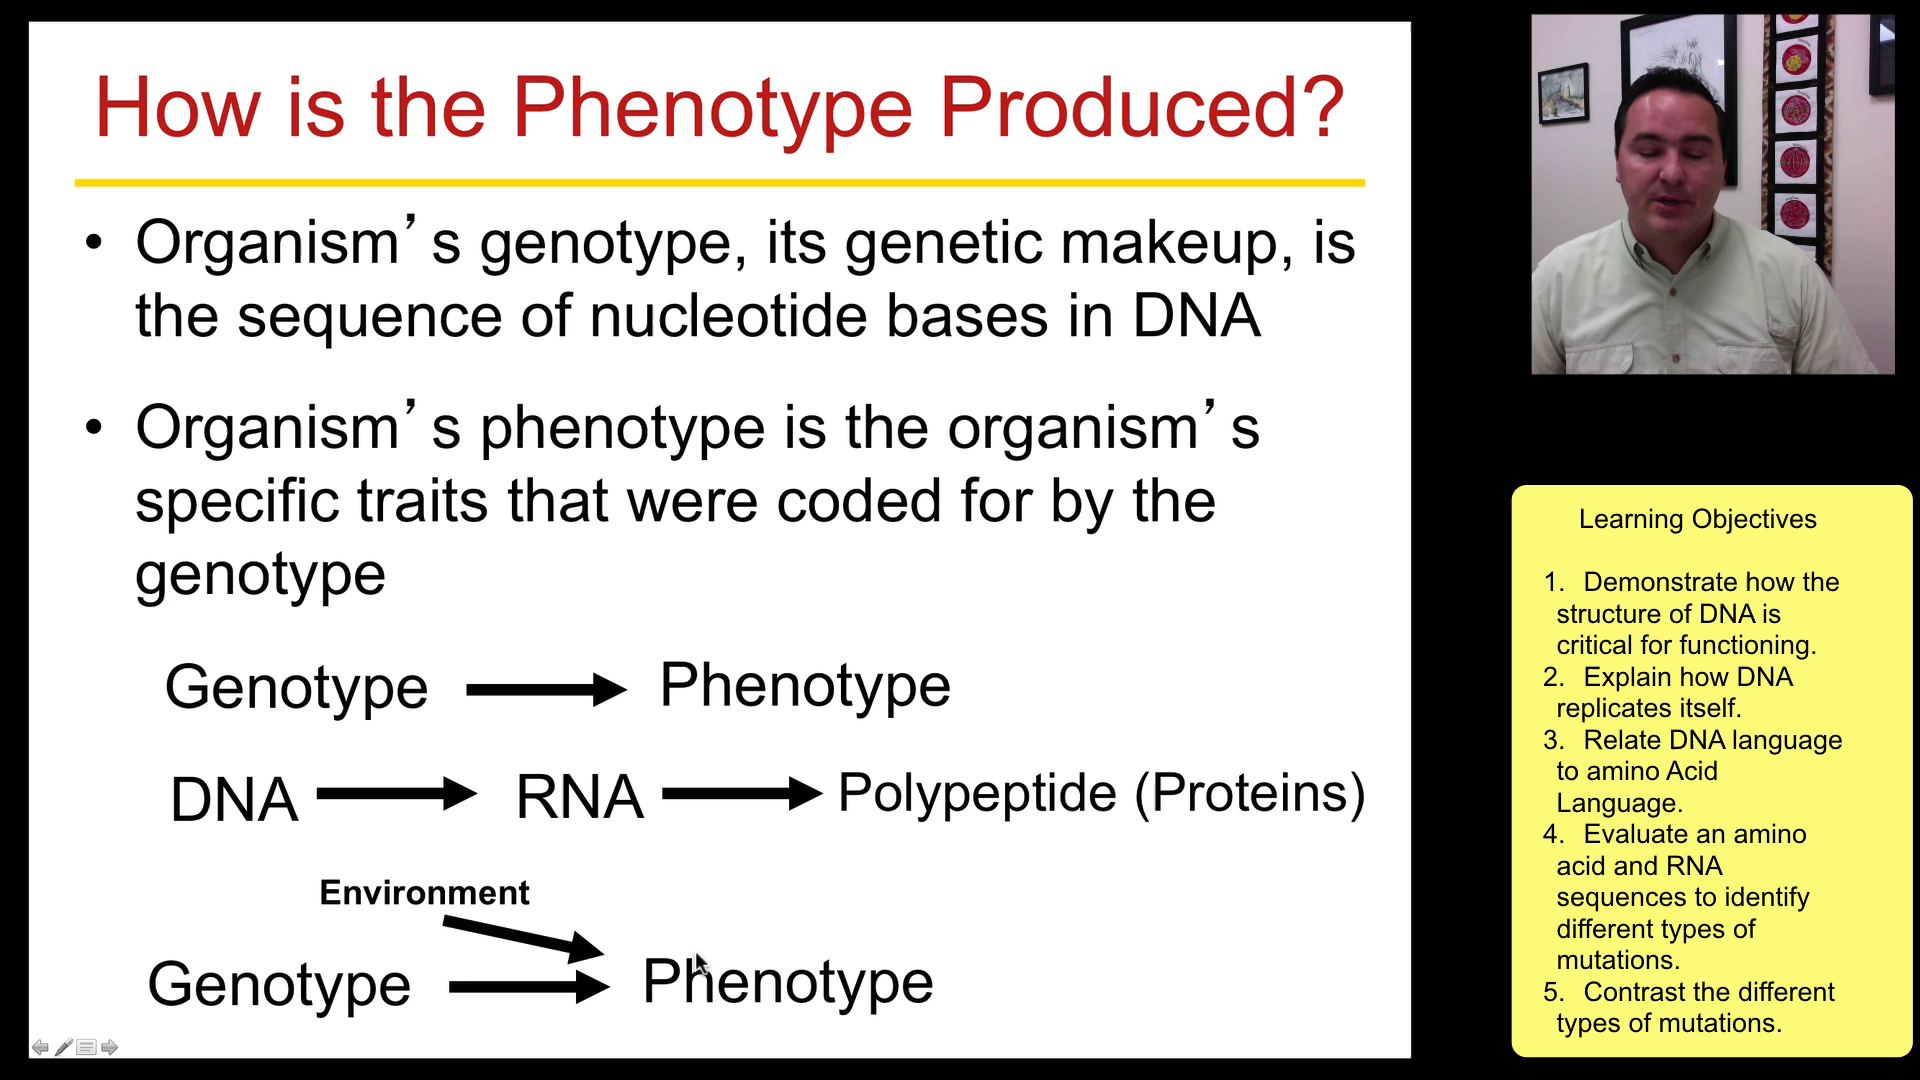 How is the Phenotype Produced?
• Organism’s genotype, its genetic makeup, is
the sequence of nucleotide bases in DNA
• Organism’s phenotype is the organism’s
specific traits that were coded for by the
genotype
Genotype Phenotype
DNA RNA Polypeptide (Proteins)
Environment
Genotype Phenotype
Learning Objectives
1. Demonstrate how the
structure of DNA is
critical for functioning.
2. Explain how DNA
replicates itself.
3. Relate DNA language
to amino Acid
Language.
4. Evaluate an amino
acid and RNA
sequences to identify
different types of
mutations.
5. Contrast the different
types of mutations.